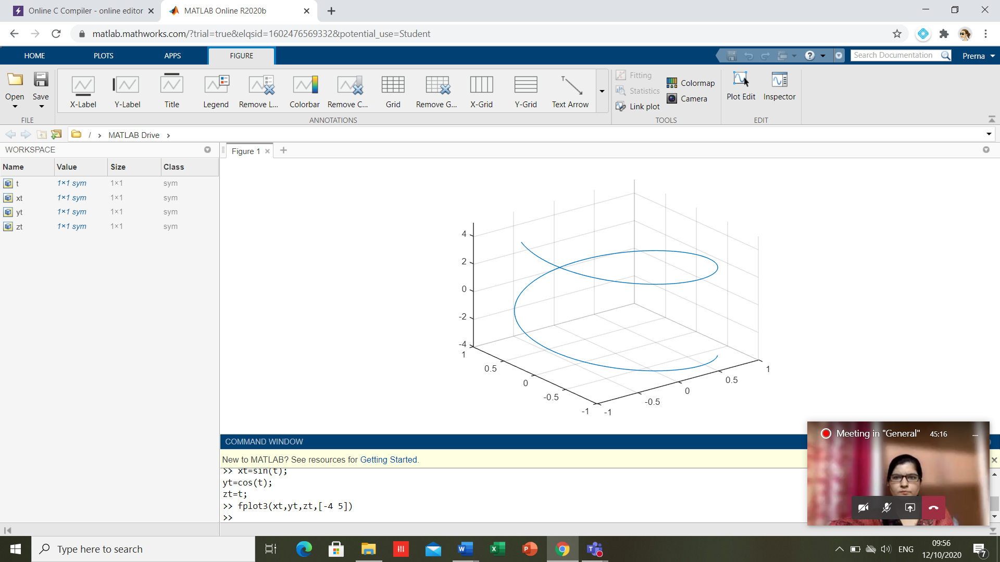 Online C Compiler - online editor
MATLAB Online R2020b
matlab.mathworks.com/?trial=true&elqsid=1602476569332&potential_use=Student
HOME PLOTS APPS FIGURE
Search Documentation
Prerna
Open Save
X-Label Y-Label Title Legend Remove L... Colorbar Remove C... Grid Remove G... X-Grid Y-Grid Text Arrow
Fitting
Statistics
Link plot
Colormap
Camera
Plot Edit Inspector
FILE ANNOTATIONS TOOLS EDIT
/ › MATLAB Drive ›
WORKSPACE
Name Value Size Class
t 1×1 sym 1×1 sym
xt 1×1 sym 1×1 sym
yt 1×1 sym 1×1 sym
zt 1×1 sym 1×1 sym
Figure 1
4
2
0
-2
-4
1
0.5
0
-0.5
-1
-1
-0.5
0
0.5
1
COMMAND WINDOW
New to MATLAB? See resources for Getting Started.
>> xt=sin(t);
yt=cos(t);
zt=t;
>> fplot3(xt,yt,zt,[-4 5])
>>
Meeting in "General" 45:16
Type here to search
ENG
09:56
12/10/2020
7